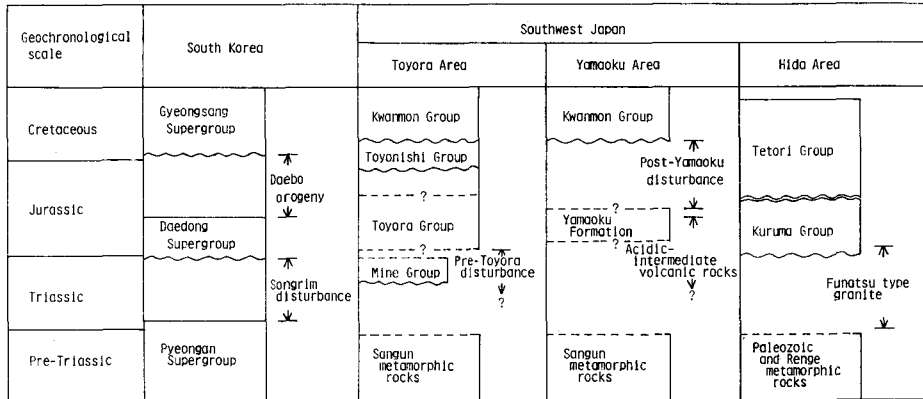 Geochronological
scale
South Korea
Southwest Japan
Toyora Area
Yamaoku Area
Hida Area
Cretaceous
Jurassic
Triassic
Pre-Triassic
Gyeongsang
Supergroup
Daebo
orogeny
Daedong
Supergroup
Songrim
disturbance
Pyeongan
Supergroup
Kwanmon Group
Toyonishi Group
?
Toyora Group
?
Mine Group
Pre-Toyora
disturbance
?
Sangun
metamorphic
rocks
Kwanmon Group
Post-Yamaoku
disturbance
?
Yamaoku
Formation
?
Acidic-
intermediate
volcanic rocks
?
Sangun
metamorphic
rocks
Tetori Group
Kuruma Group
Funatsu type
granite
Paleozoic
and Renge
metamorphic
rocks